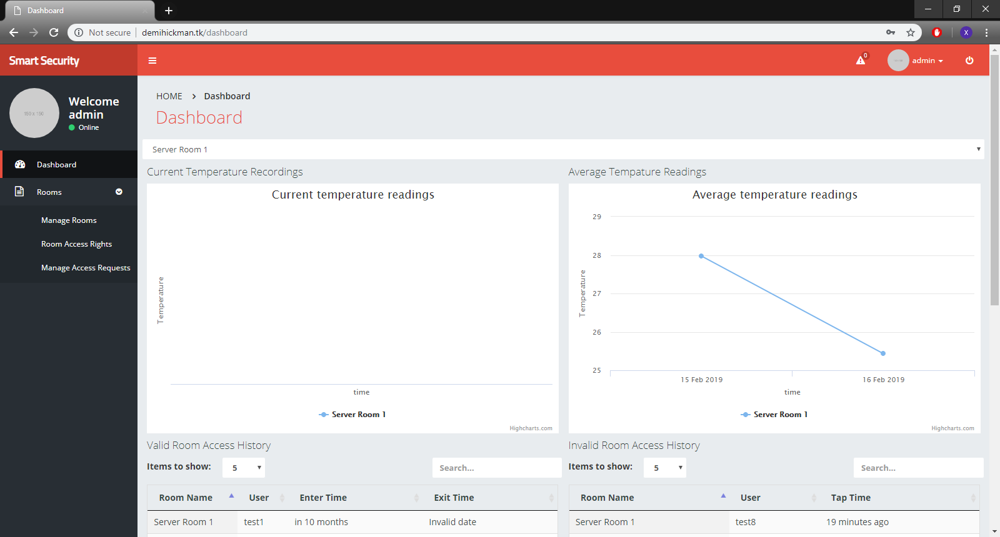 Dashboard
Not secure
demihickman.tk/dashboard
X
Smart Security
0
admin
150 x 150
Welcome
admin
Online
Dashboard
Rooms
Manage Rooms
Room Access Rights
Manage Access Requests
HOME > Dashboard
Dashboard
Server Room 1
Current Temperature Recordings
Current temperature readings
Temperature
time
Server Room 1
Highcharts.com
Average Tempature Readings
Average temperature readings
29
28
27
26
25
Temperature
15 Feb 2019
16 Feb 2019
time
Server Room 1
Highcharts.com
Valid Room Access History
Items to show: 5
Search...
Room Name User Enter Time Exit Time
Server Room 1 test1 in 10 months Invalid date
Invalid Room Access History
Items to show: 5
Search...
Room Name User Tap Time
Server Room 1 test8 19 minutes ago